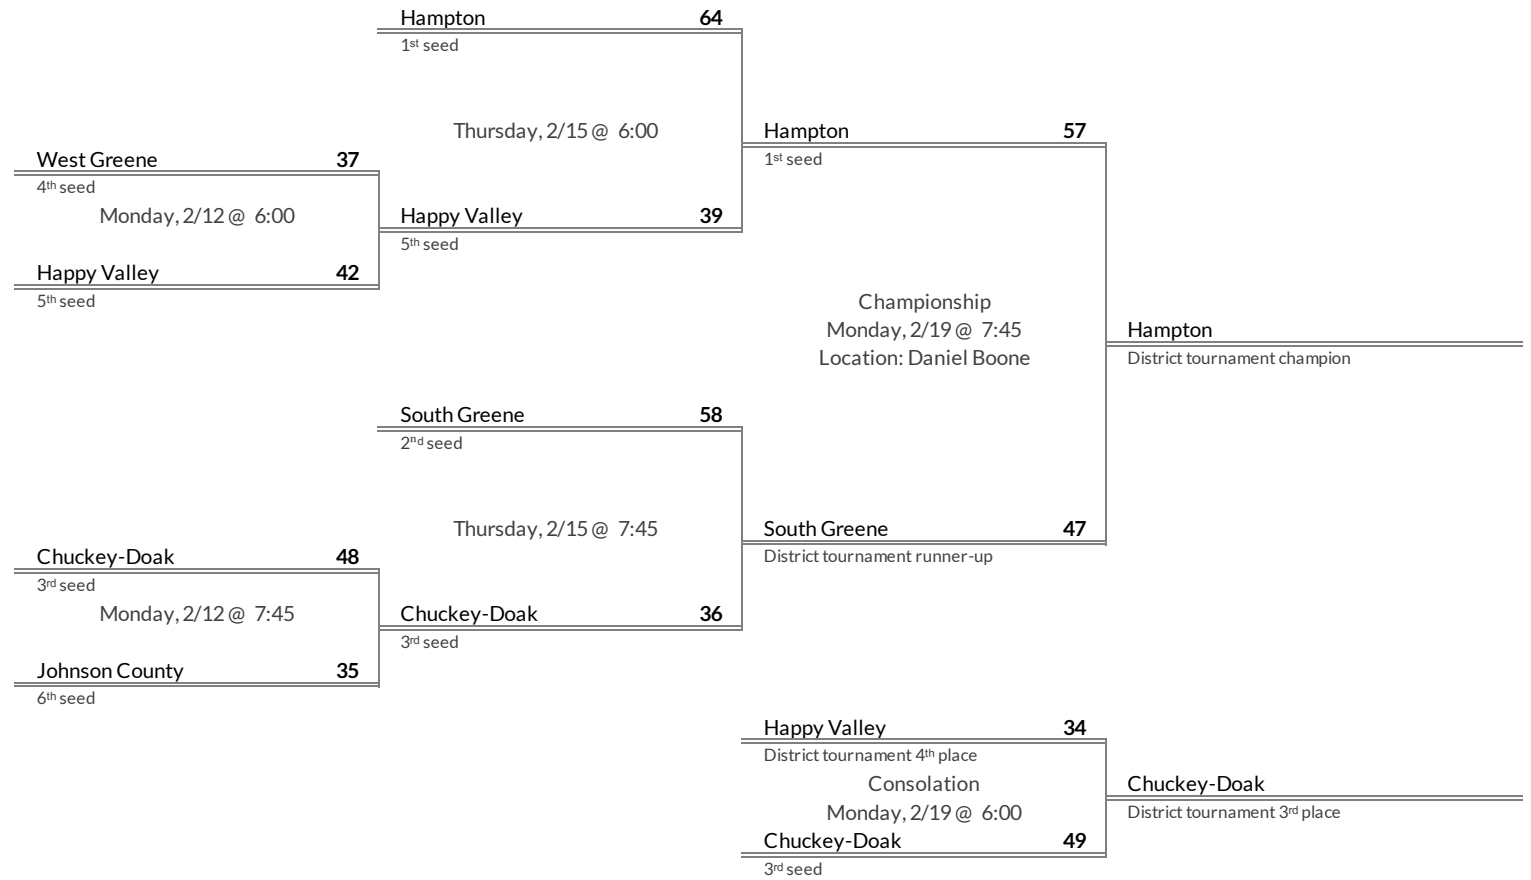 Hampton 64
1st seed
Thursday, 2/15 @ 6:00
Hampton 57
1st seed
West Greene 37
4th seed
Monday, 2/12 @ 6:00
Happy Valley 39
5th seed
Happy Valley 42
5th seed
Championship
Monday, 2/19 @ 7:45
Location: Daniel Boone
Hampton
District tournament champion
South Greene 58
2nd seed
Thursday, 2/15 @ 7:45
South Greene 47
District tournament runner-up
Chuckey-Doak 48
3rd seed
Monday, 2/12 @ 7:45
Chuckey-Doak 36
3rd seed
Johnson County 35
6th seed
Happy Valley 34
District tournament 4th place
Consolation
Monday, 2/19 @ 6:00
Chuckey-Doak
District tournament 3rd place
Chuckey-Doak 49
3rd seed